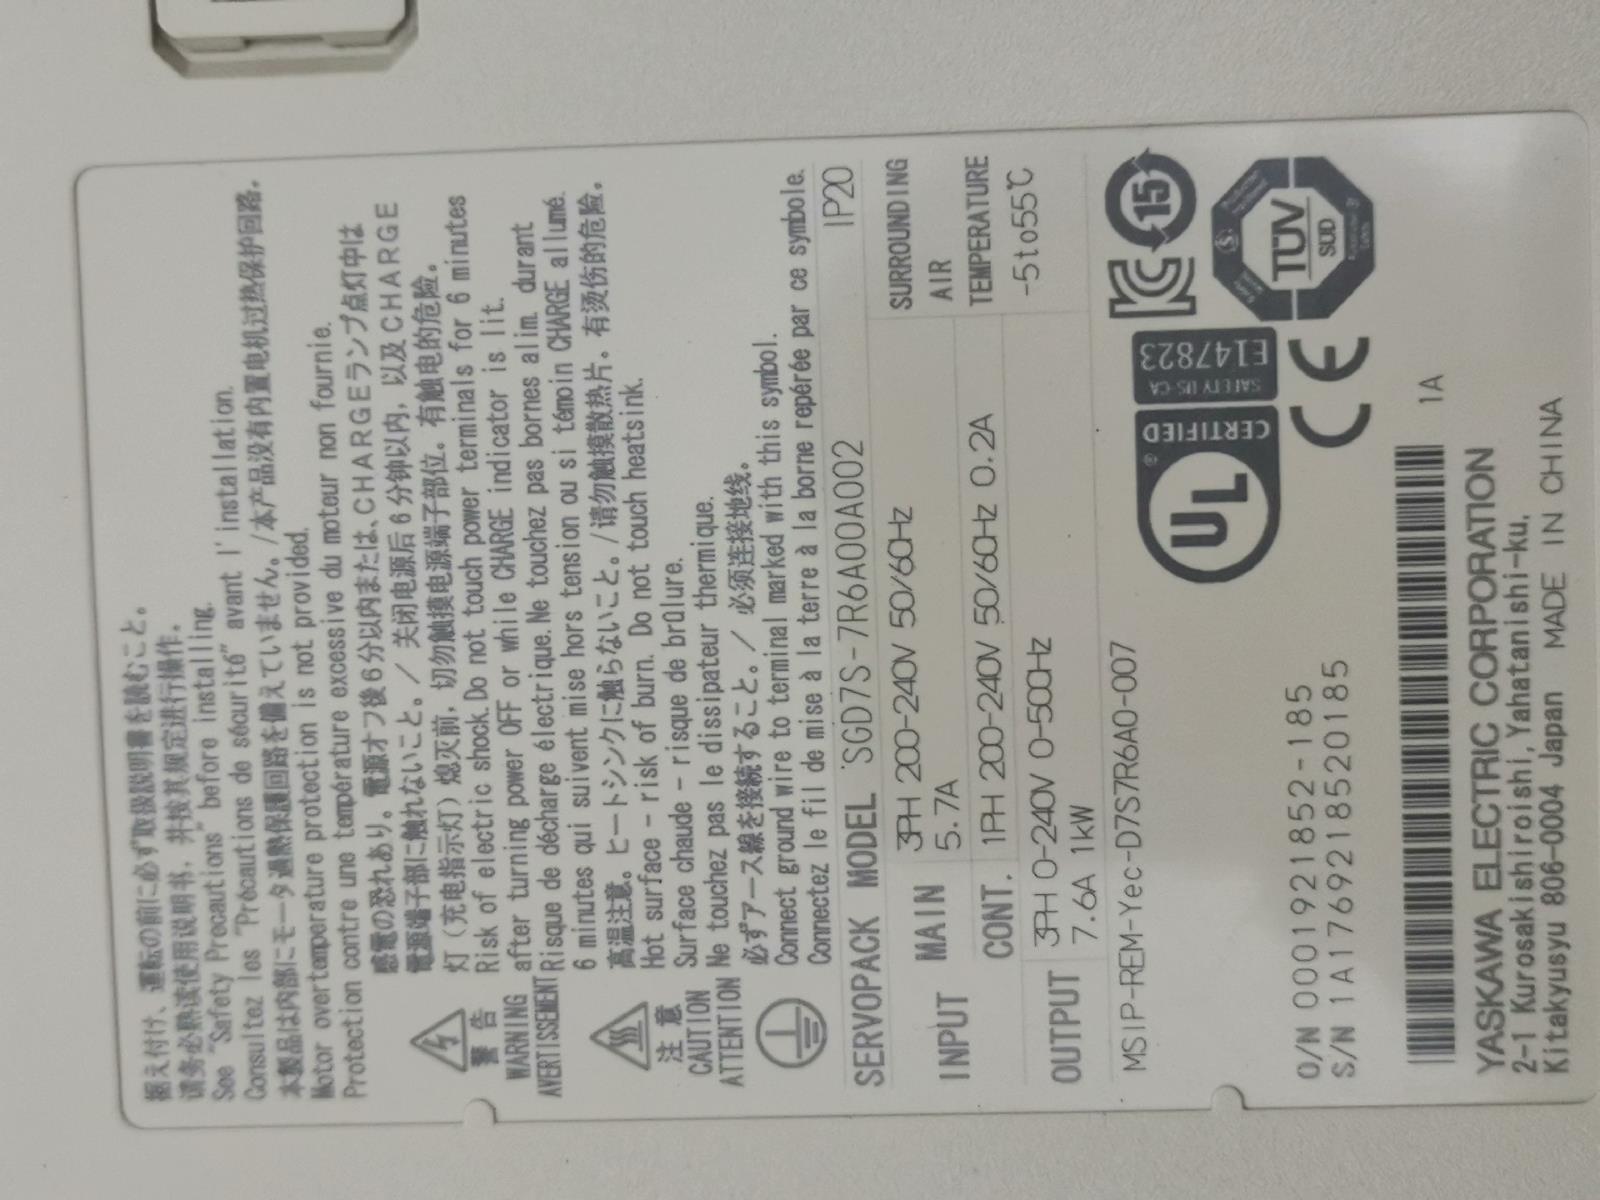 据え付け、運転の前に必ず取扱説明書を読むこと。
请务必熟读使用说明书，并按其规定进行操作。
See "Safety Precautions" before installing.
Consultez les "Précautions de sécurité" avant l'installation.
本製品は内部にモータ過熱保護回路を備えていません。/本产品没有内置电机过热保护回路。
Motor overtemperature protection is not provided.
Protection contre une température excessive du moteur non fournie.
警告
WARNING
AVERTISSEMENT
感電の恐れあり。電源オフ後6分以内または、CHARGEランプ点灯中は
電源端子部に触れないこと。/ 关闭电源后6分钟以内，以及CHARGE
灯(充电指示灯)熄灭前，切勿触摸电源端子部位。有触电的危险。
Risk of electric shock.Do not touch power terminals for 6 minutes
after turning power OFF or while CHARGE indicator is lit.
Risque de décharge électrique.Ne touchez pas bornes alim. durant
6 minutes qui suivent mise hors tension ou si témoin CHARGE allumé.
注意
CAUTION
ATTENTION
高温注意。ヒートシンクに触らないこと。/请勿触摸散热片。有烫伤的危险。
Hot surface - risk of burn. Do not touch heatsink.
Surface chaude - risque de brûlure.
Ne touchez pas le dissipateur thermique.
必ずアース線を接続すること。/ 必须连接地线。
Connect ground wire to terminal marked with this symbol.
Connectez le fil de mise à la terre à la borne repérée par ce symbole.
SERVOPACK MODEL SGD7S-7R6A00A002 IP20
INPUT MAIN 3PH 200-240V 50/60Hz
5.7A
CONT. 1PH 200-240V 50/60Hz 0.2A
OUTPUT 3PH 0-240V 0-500Hz
7.6A 1kW
SURROUNDING
AIR
TEMPERATURE
-5to55℃
MSIP-REM-Yec-D7S7R6A0-007
UL ®
CERTIFIED
SAFETY US-CA
E147823
15
CE
TÜV
SÜD
O/N 0001921852-185
S/N 1A1769218520185
1A
YASKAWA ELECTRIC CORPORATION
2-1 Kurosakishiroishi,Yahatanishi-ku,
Kitakyusyu 806-0004 Japan MADE IN CHINA